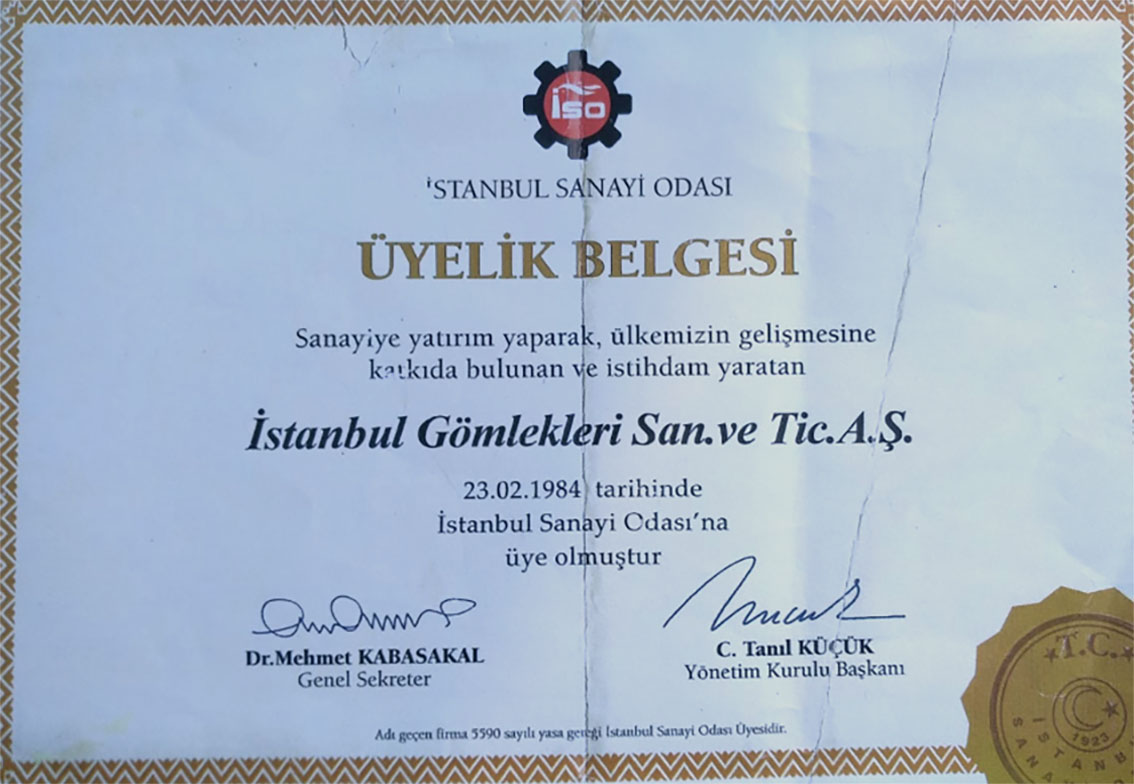 İSO
İSTANBUL SANAYİ ODASI
ÜYELİK BELGESİ
Sanayiye yatırım yaparak, ülkemizin gelişmesine
katkıda bulunan ve istihdam yaratan
İstanbul Gömlekleri San.ve Tic.A.Ş.
23.02.1984 tarihinde
İstanbul Sanayi Odası'na
üye olmuştur
Dr.Mehmet KABASAKAL
Genel Sekreter
C. Tanıl KÜÇÜK
Yönetim Kurulu Başkanı
Adı geçen firma 5590 sayılı yasa gereği İstanbul Sanayi Odası Üyesidir.
T.C.
1923